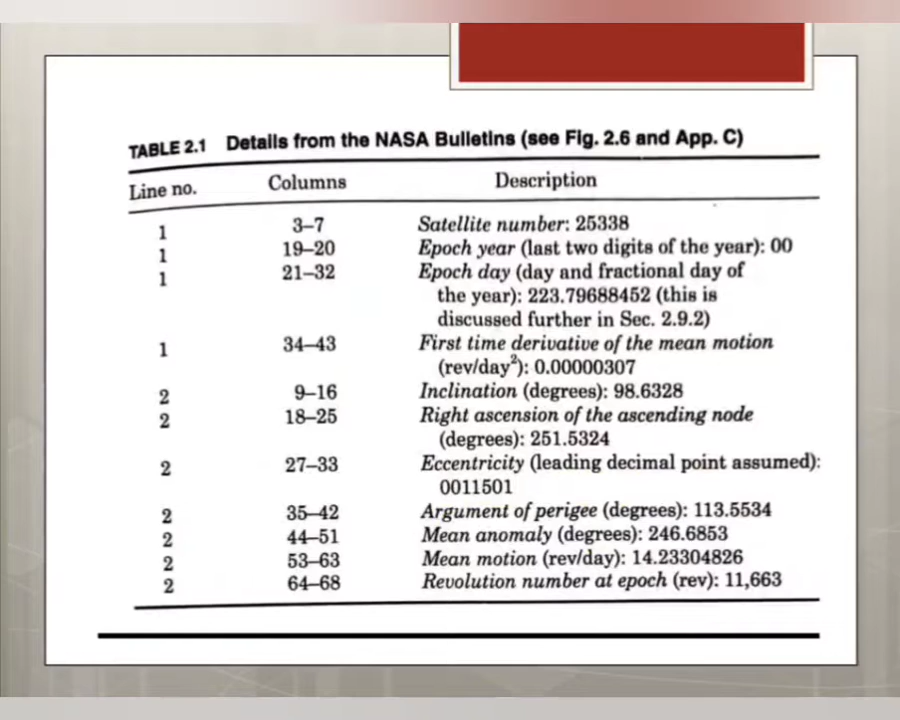 TABLE 2.1 Details from the NASA Bulletins (see Fig. 2.6 and App. C)
Line no. Columns Description
1 3–7 Satellite number: 25338
1 19–20 Epoch year (last two digits of the year): 00
1 21–32 Epoch day (day and fractional day of
the year): 223.79688452 (this is
discussed further in Sec. 2.9.2)
1 34–43 First time derivative of the mean motion
(rev/day²): 0.00000307
2 9–16 Inclination (degrees): 98.6328
2 18–25 Right ascension of the ascending node
(degrees): 251.5324
2 27–33 Eccentricity (leading decimal point assumed):
0011501
2 35–42 Argument of perigee (degrees): 113.5534
2 44–51 Mean anomaly (degrees): 246.6853
2 53–63 Mean motion (rev/day): 14.23304826
2 64–68 Revolution number at epoch (rev): 11,663